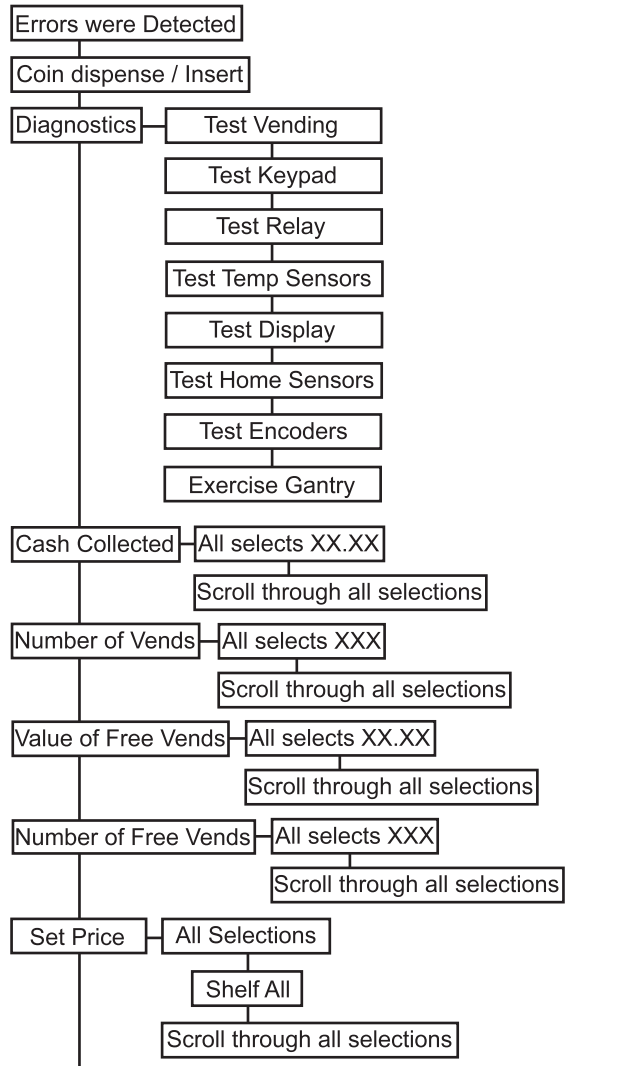 Errors were Detected
Coin dispense / Insert
Diagnostics
Test Vending
Test Keypad
Test Relay
Test Temp Sensors
Test Display
Test Home Sensors
Test Encoders
Exercise Gantry
Cash Collected
All selects XX.XX
Scroll through all selections
Number of Vends
All selects XXX
Scroll through all selections
Value of Free Vends
All selects XX.XX
Scroll through all selections
Number of Free Vends
All selects XXX
Scroll through all selections
Set Price
All Selections
Shelf All
Scroll through all selections